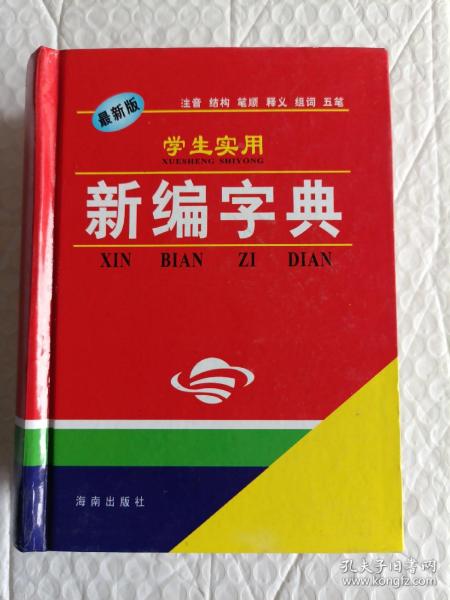 最新版
注音 结构 笔顺 释义 组词 五笔
学生实用
XUESHENG SHIYONG
新编字典
XIN BIAN ZI DIAN
海南出版社
孔夫子旧书网
www.kongfz.com